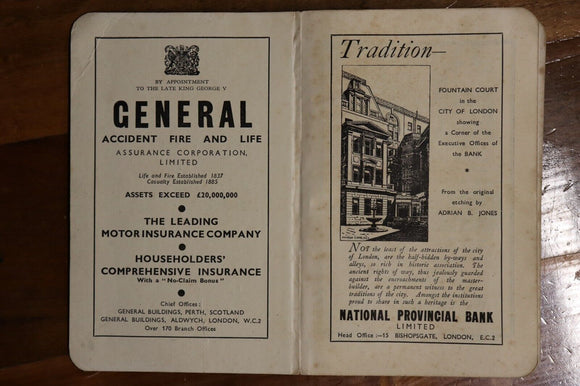 BY APPOINTMENT
TO THE LATE KING GEORGE V
GENERAL
ACCIDENT FIRE AND LIFE
ASSURANCE CORPORATION,
LIMITED
Life and Fire Established 1837
Casualty Established 1885
ASSETS EXCEED £20,000,000
THE LEADING
MOTOR INSURANCE COMPANY
HOUSEHOLDERS'
COMPREHENSIVE INSURANCE
With a "No-Claim Bonus"
Chief Offices:
GENERAL BUILDINGS, PERTH, SCOTLAND
GENERAL BUILDINGS, ALDWYCH, LONDON, W.C.2
Over 170 Branch Offices
Tradition—
FOUNTAIN COURT
in the
CITY OF LONDON
showing
a Corner of the
Executive Offices of
the BANK
From the original
etching by
ADRIAN B. JONES
NOT the least of the attractions of the city
of London, are the half-hidden by-ways and
alleys, so rich in historic association. The
ancient rights of way, thus jealously guarded
against the encroachments of the master-
builder, are a permanent witness to the great
traditions of the city. Amongst the institutions
proud to share in such a heritage is the
NATIONAL PROVINCIAL BANK
LIMITED
Head Office :—15 BISHOPSGATE, LONDON, E.C.2